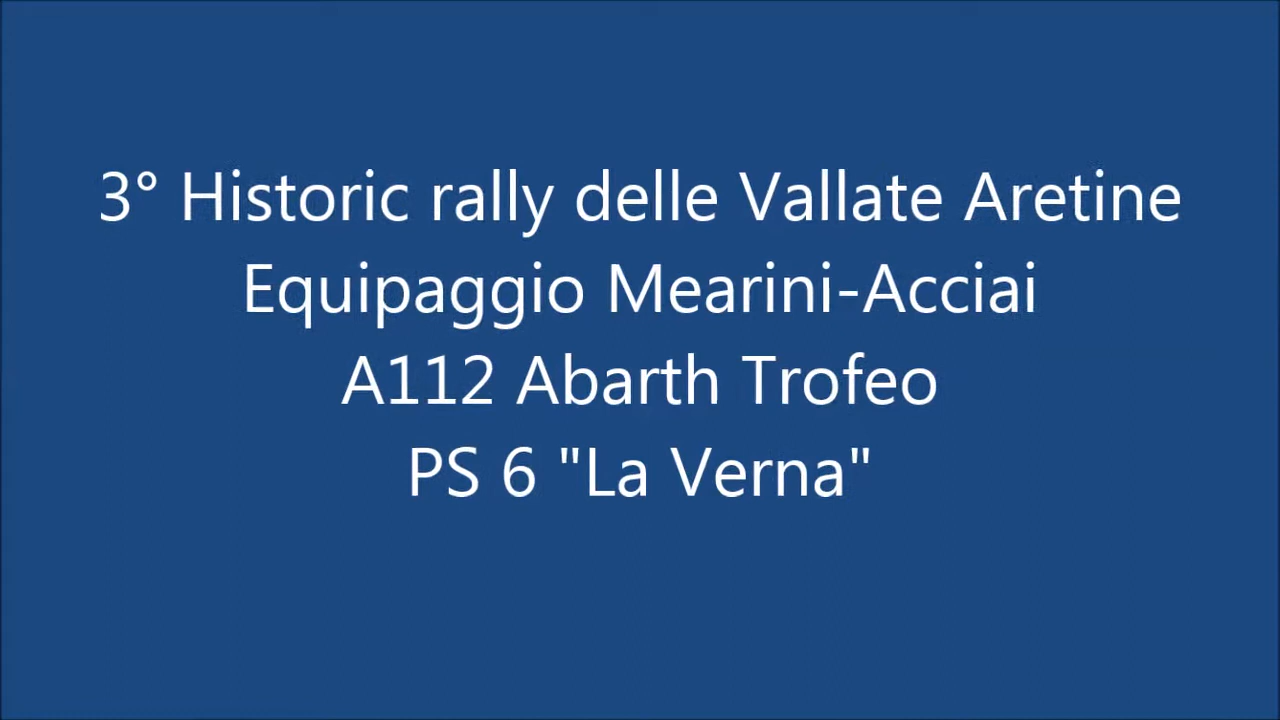 3° Historic rally delle Vallate Aretine
Equipaggio Mearini-Acciai
A112 Abarth Trofeo
PS 6 "La Verna"